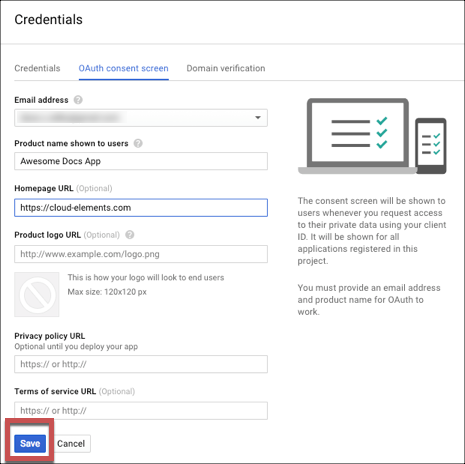 Credentials
Credentials OAuth consent screen Domain verification
Email address ?
Product name shown to users ?
Awesome Docs App
Homepage URL (Optional)
https://cloud-elements.com
Product logo URL (Optional) ?
http://www.example.com/logo.png
This is how your logo will look to end users
Max size: 120x120 px
Privacy policy URL
Optional until you deploy your app
https:// or http://
Terms of service URL (Optional)
https:// or http://
Save Cancel
The consent screen will be shown to
users whenever you request access
to their private data using your client
ID. It will be shown for all
applications registered in this
project.
You must provide an email address
and product name for OAuth to
work.